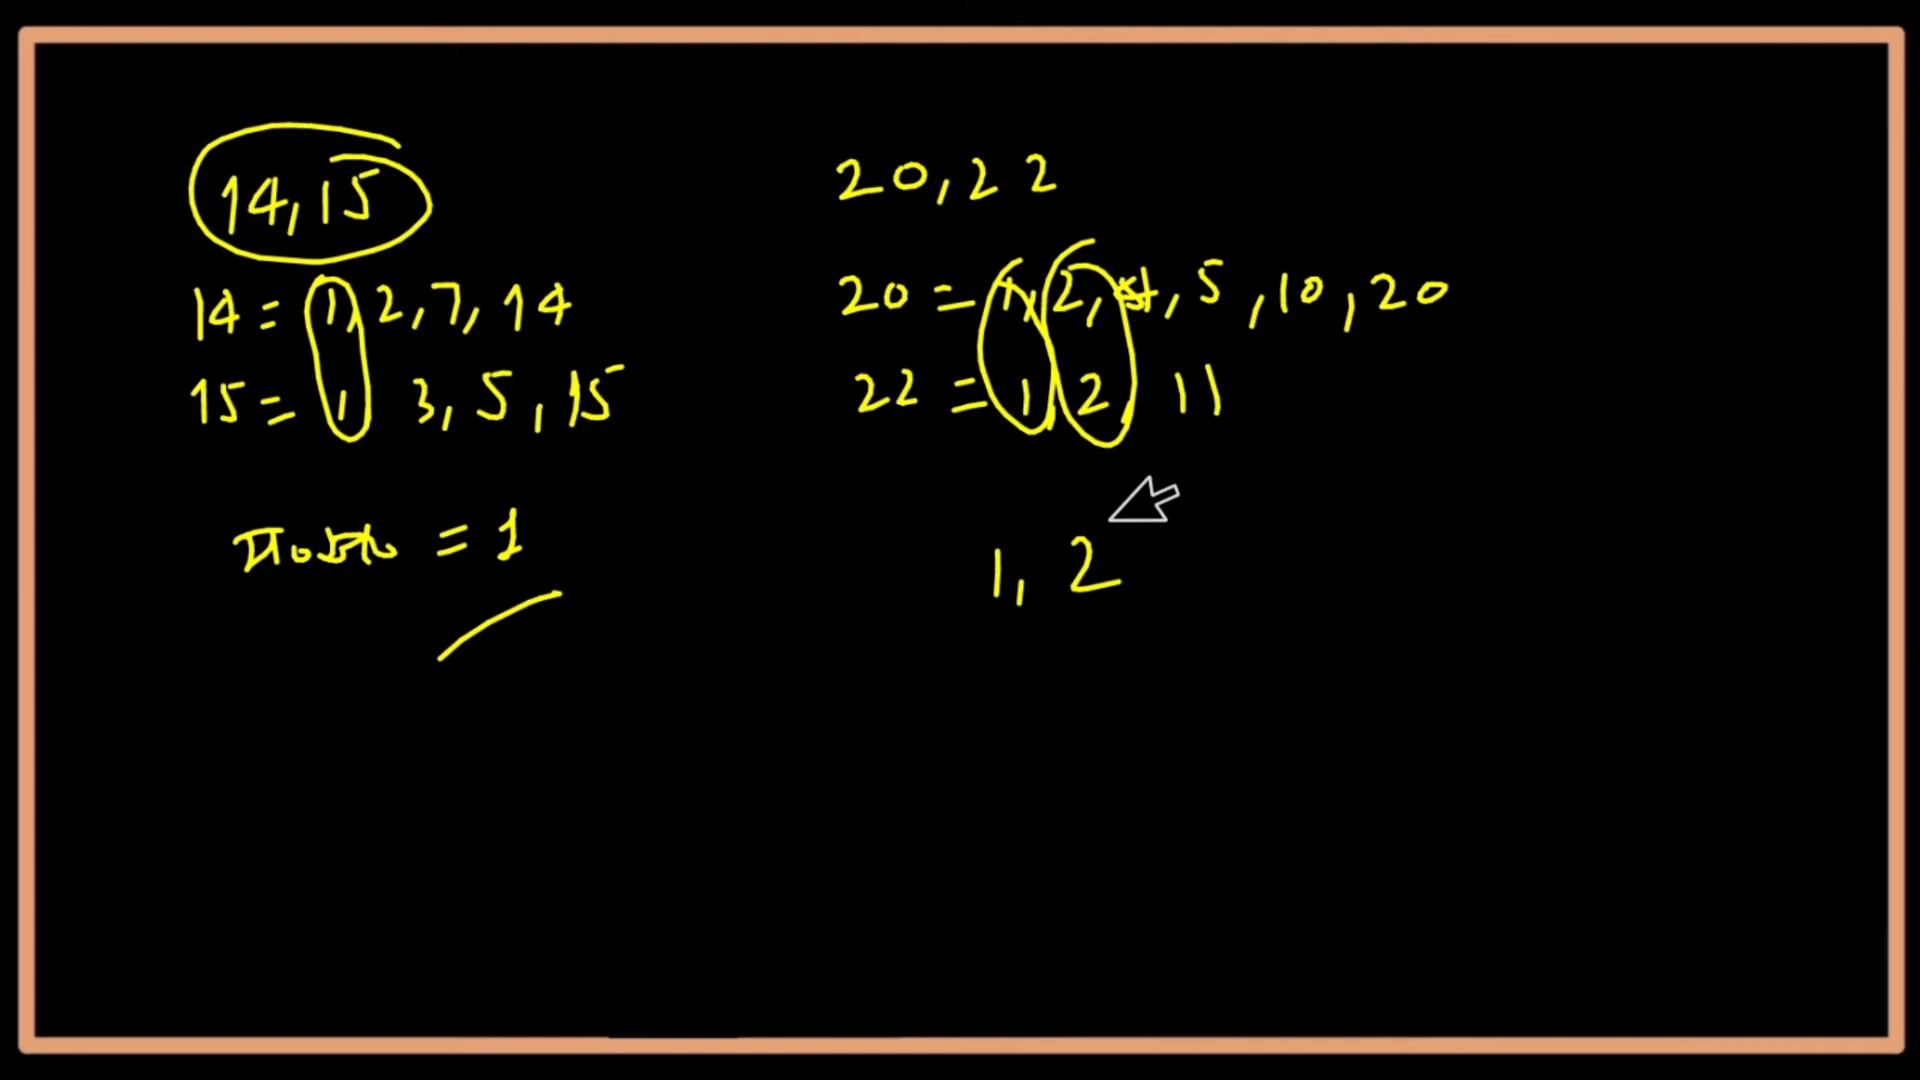 14, 15
14 = 1, 2, 7, 14
15 = 1 3, 5, 15
= 1
20, 22
20 = 1, 2, 4, 5, 10, 20
22 = 1, 2, 11
1, 2